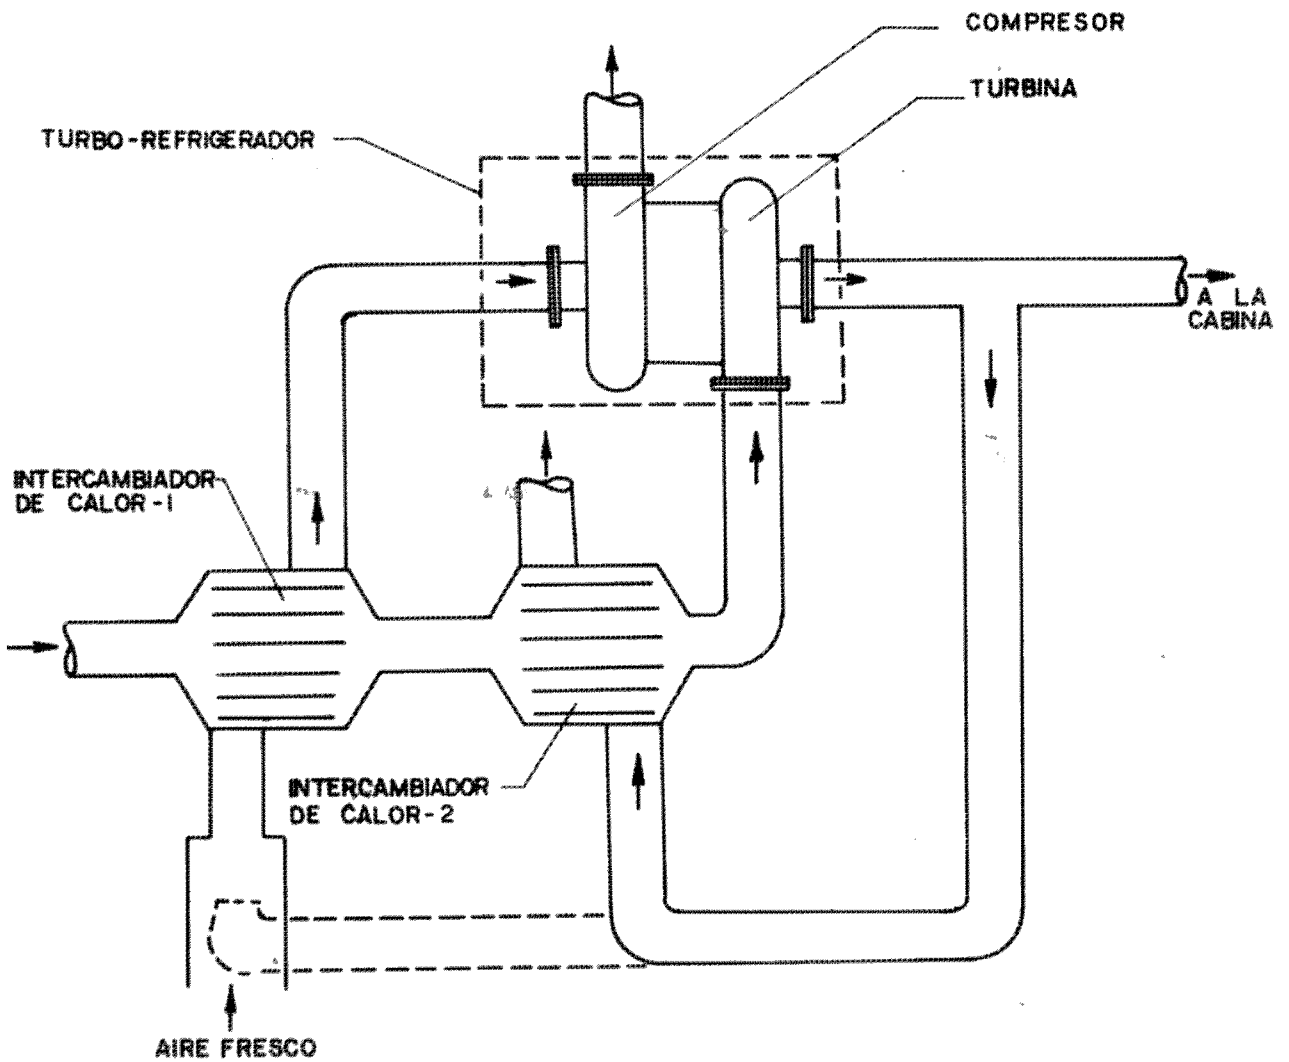 COMPRESOR
TURBINA
TURBO-REFRIGERADOR
A LA
CABINA
INTERCAMBIADOR
DE CALOR-1
INTERCAMBIADOR
DE CALOR-2
AIRE FRESCO